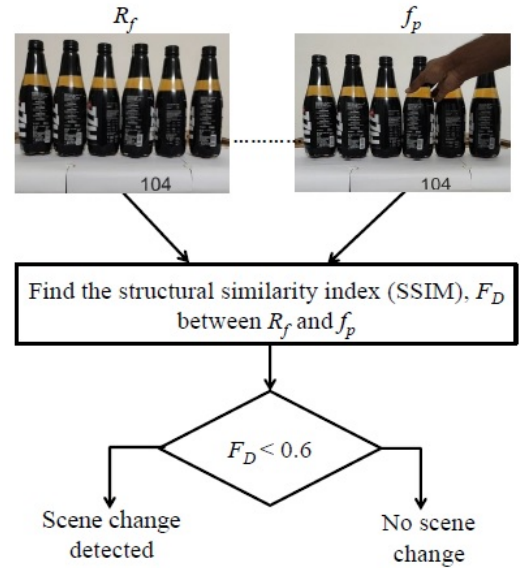 R_f
f_p
104
104
Find the structural similarity index (SSIM), F_D
between R_f and f_p
F_D < 0.6
Scene change
detected
No scene
change